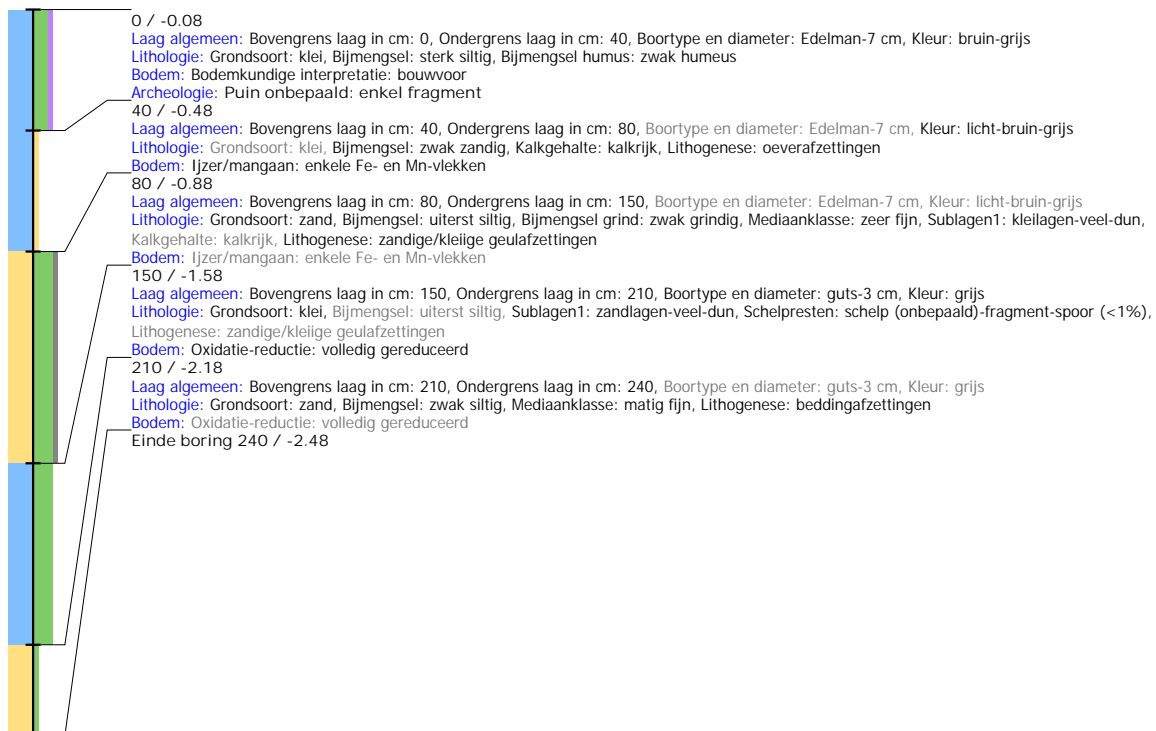 0 / -0.08
Laag algemeen: Bovengrens laag in cm: 0, Ondergrens laag in cm: 40, Boortype en diameter: Edelman-7 cm, Kleur: bruin-grijs
Lithologie: Grondsoort: klei, Bijmengsel: sterk siltig, Bijmengsel humus: zwak humeus
Bodem: Bodemkundige interpretatie: bouwvoor
Archeologie: Puin onbepaald: enkel fragment
40 / -0.48
Laag algemeen: Bovengrens laag in cm: 40, Ondergrens laag in cm: 80, Boortype en diameter: Edelman-7 cm, Kleur: licht-bruin-grijs
Lithologie: Grondsoort: klei, Bijmengsel: zwak zandig, Kalkgehalte: kalkrijk, Lithogenese: oeverafzettingen
Bodem: Ijzer/mangaan: enkele Fe- en Mn-vlekken
80 / -0.88
Laag algemeen: Bovengrens laag in cm: 80, Ondergrens laag in cm: 150, Boortype en diameter: Edelman-7 cm, Kleur: licht-bruin-grijs
Lithologie: Grondsoort: zand, Bijmengsel: uiterst siltig, Bijmengsel grind: zwak grindig, Mediaanklasse: zeer fijn, Sublagen1: kleilagen-veel-dun,
Kalkgehalte: kalkrijk, Lithogenese: zandige/kleiige geulafzettingen
Bodem: Ijzer/mangaan: enkele Fe- en Mn-vlekken
150 / -1.58
Laag algemeen: Bovengrens laag in cm: 150, Ondergrens laag in cm: 210, Boortype en diameter: guts-3 cm, Kleur: grijs
Lithologie: Grondsoort: klei, Bijmengsel: uiterst siltig, Sublagen1: zandlagen-veel-dun, Schelpresten: schelp (onbepaald)-fragment-spoor (<1%),
Lithogenese: zandige/kleiige geulafzettingen
Bodem: Oxidatie-reductie: volledig gereduceerd
210 / -2.18
Laag algemeen: Bovengrens laag in cm: 210, Ondergrens laag in cm: 240, Boortype en diameter: guts-3 cm, Kleur: grijs
Lithologie: Grondsoort: zand, Bijmengsel: zwak siltig, Mediaanklasse: matig fijn, Lithogenese: beddingafzettingen
Bodem: Oxidatie-reductie: volledig gereduceerd
Einde boring 240 / -2.48